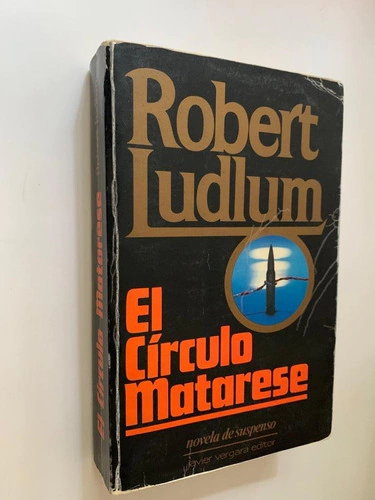 Robert
Ludlum
El
Círculo
Matarese
novela de suspenso
javier vergara editor
El Círculo Matarese